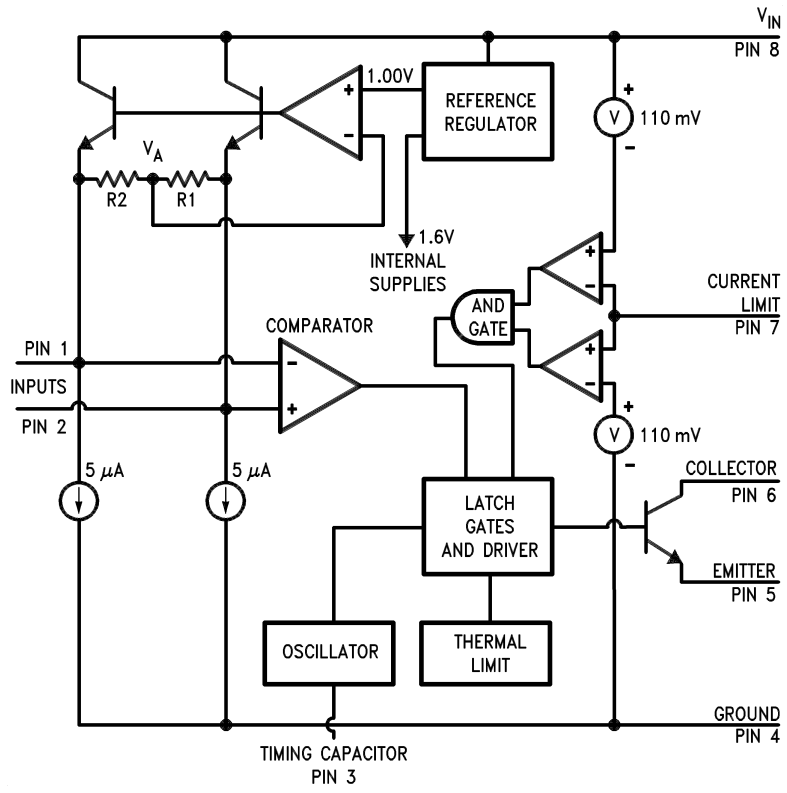 V_IN
PIN 8
1.00V
+
−
REFERENCE
REGULATOR
+
V
110 mV
−
V_A
R2
R1
1.6V
INTERNAL
SUPPLIES
+
−
AND
GATE
CURRENT
LIMIT
PIN 7
COMPARATOR
+
−
PIN 1
INPUTS
PIN 2
−
+
+
V
110 mV
−
5 μA
5 μA
LATCH
GATES
AND DRIVER
COLLECTOR
PIN 6
EMITTER
PIN 5
OSCILLATOR
THERMAL
LIMIT
GROUND
PIN 4
TIMING CAPACITOR
PIN 3